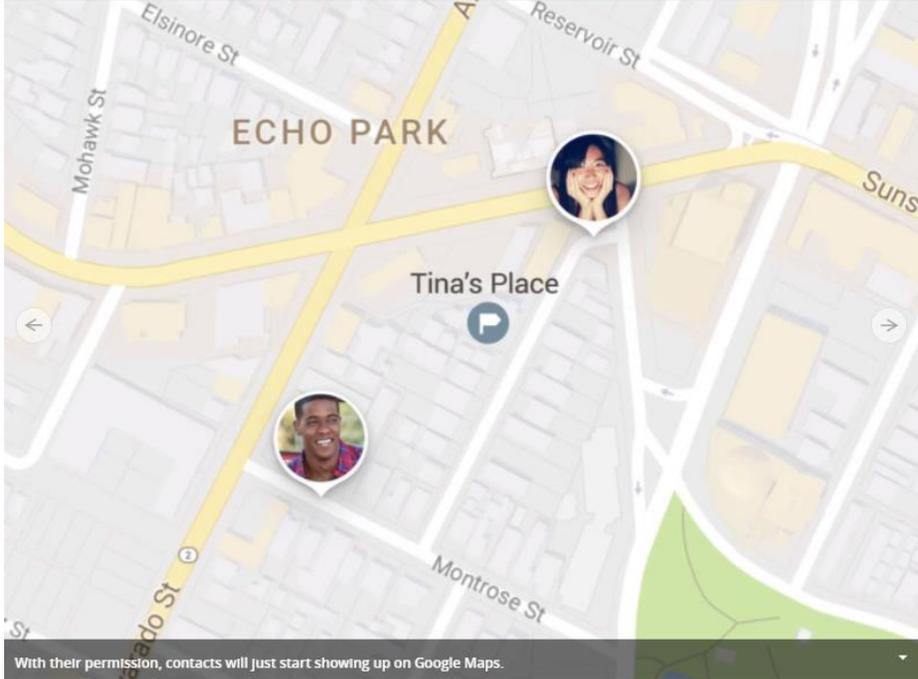 Elsinore St
A
Reservoir St
Mohawk St
ECHO PARK
Suns
Tina's Place
2
Montrose St
arado St
St
With their permission, contacts will just start showing up on Google Maps.